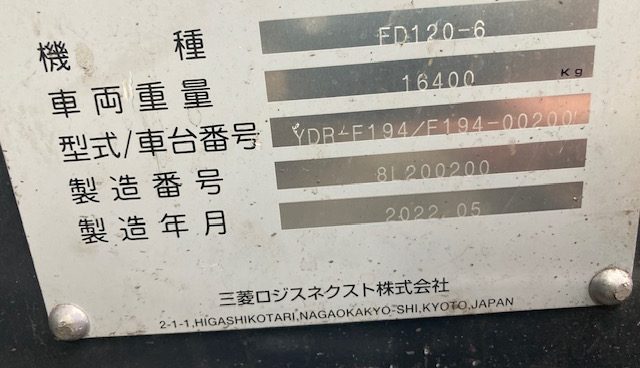 機種 FD120-6
車両重量 16400 Kg
型式/車台番号 YDR-F194/F194-00200
製造番号 8L200200
製造年月 2022.05
三菱ロジスネクスト株式会社
2-1-1,HIGASHIKOTARI,NAGAOKAKYO-SHI,KYOTO,JAPAN